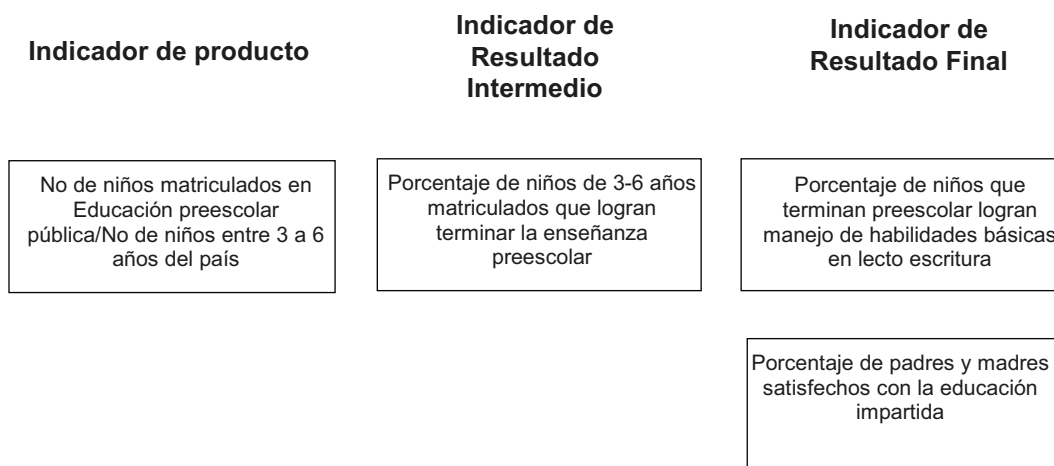 Indicador de producto
Indicador de
Resultado
Intermedio
Indicador de
Resultado Final
No de niños matriculados en
Educación preescolar
pública/No de niños entre 3 a 6
años del país
Porcentaje de niños de 3-6 años
matriculados que logran
terminar la enseñanza
preescolar
Porcentaje de niños que
terminan preescolar logran
manejo de habilidades básicas
en lecto escritura
Porcentaje de padres y madres
satisfechos con la educación
impartida